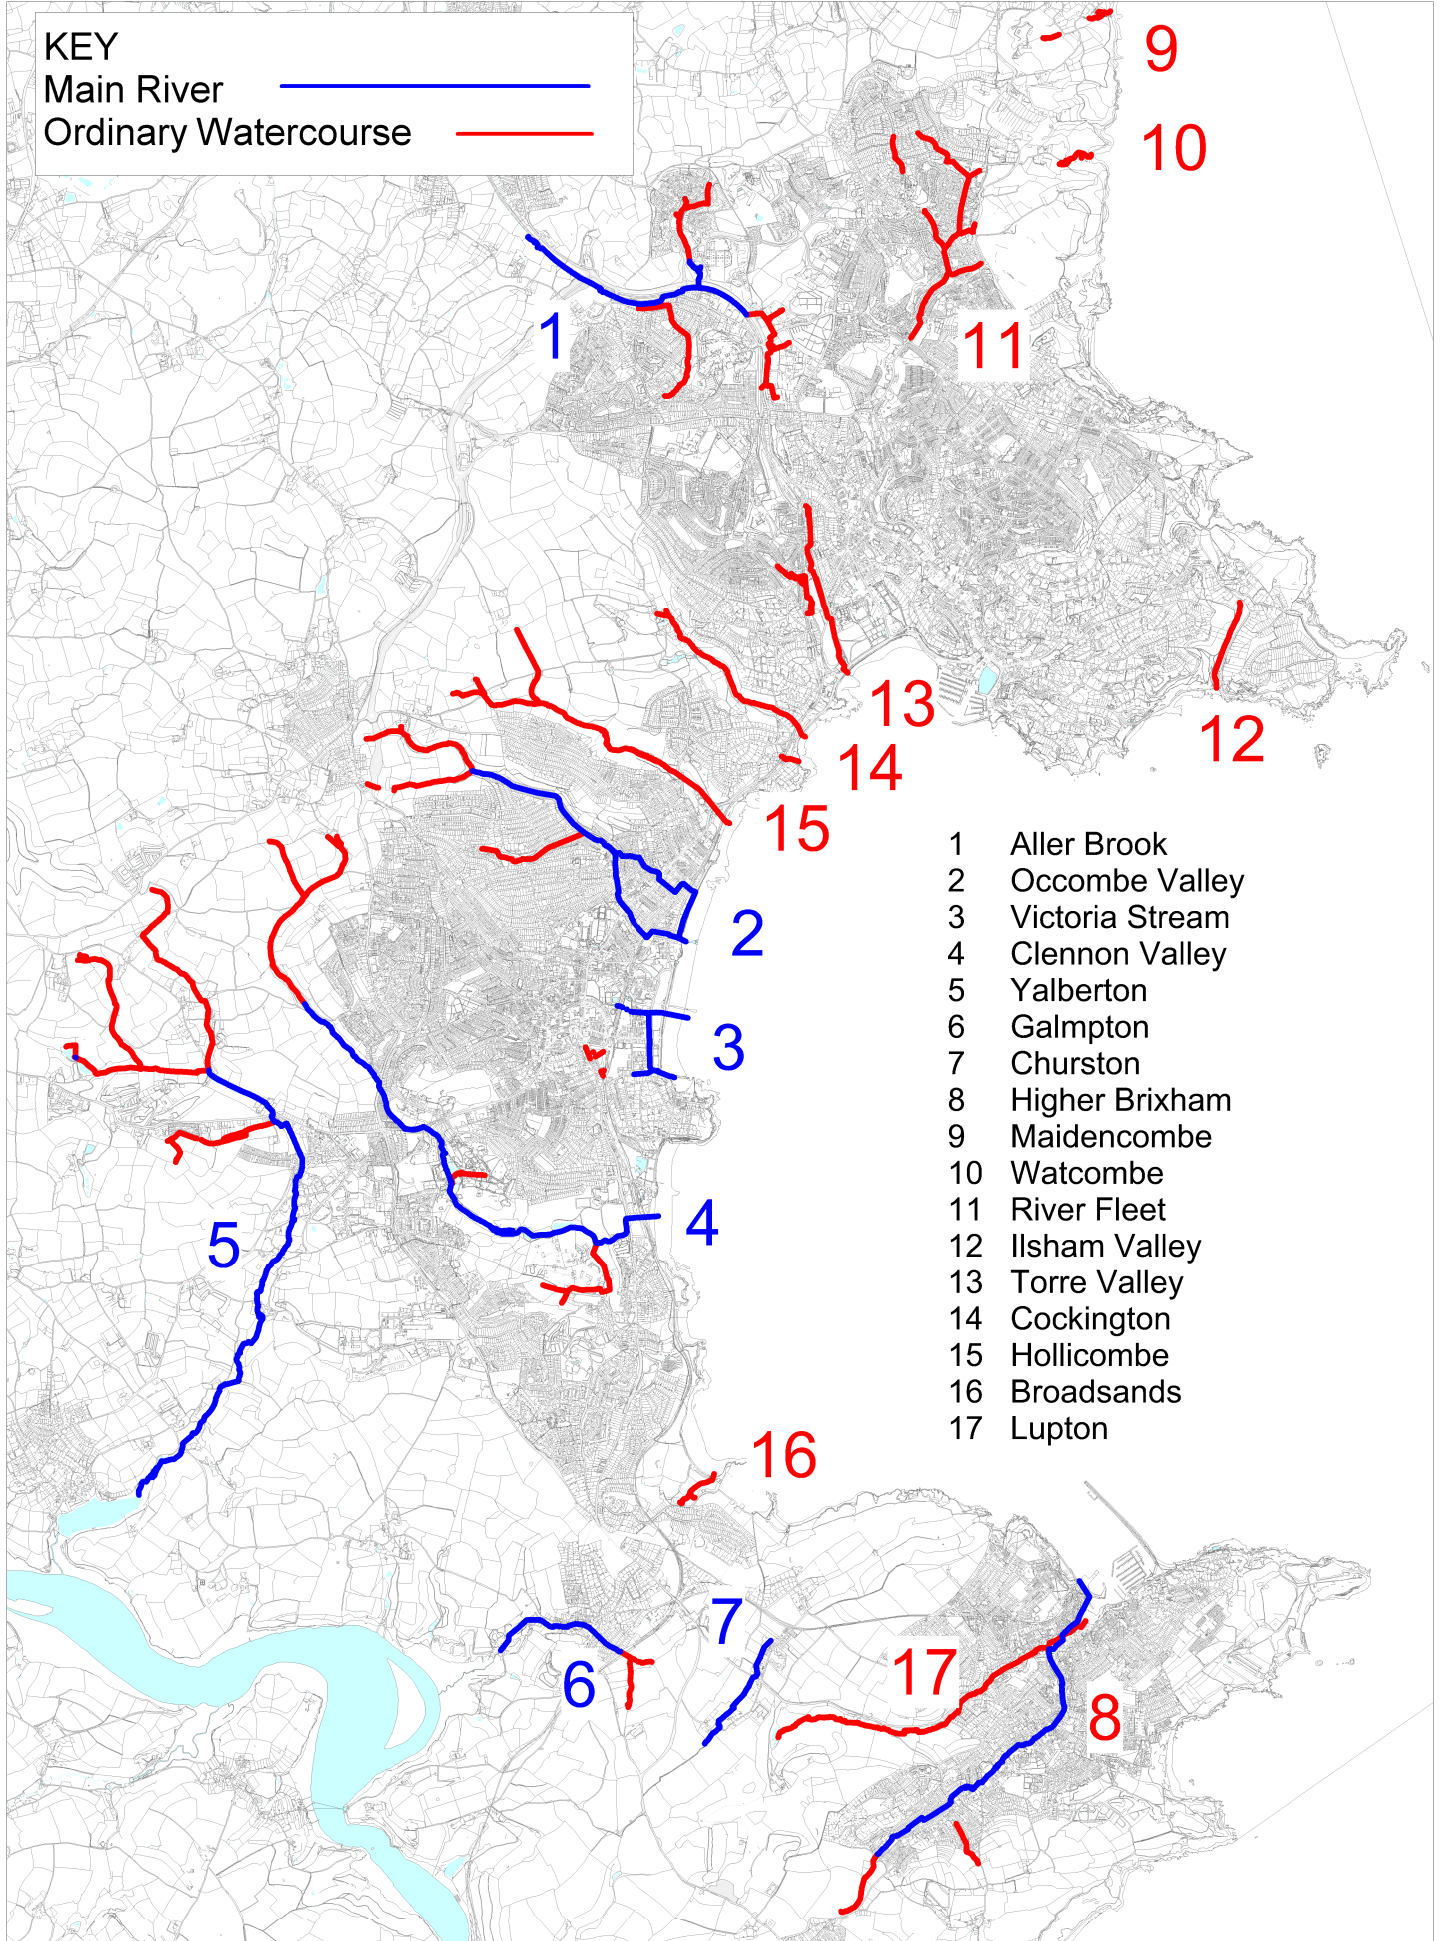 KEY
Main River
Ordinary Watercourse
9
10
1
11
13
12
14
15
2
3
5
4
16
7
6
17
8
1 Aller Brook
2 Occombe Valley
3 Victoria Stream
4 Clennon Valley
5 Yalberton
6 Galmpton
7 Churston
8 Higher Brixham
9 Maidencombe
10 Watcombe
11 River Fleet
12 Ilsham Valley
13 Torre Valley
14 Cockington
15 Hollicombe
16 Broadsands
17 Lupton